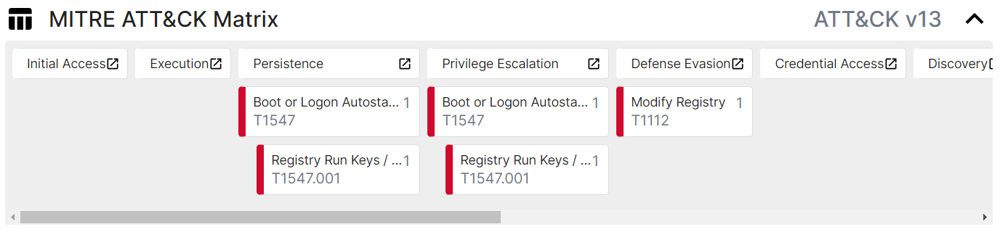 MITRE ATT&CK Matrix
ATT&CK v13
Initial Access
Execution
Persistence
Privilege Escalation
Defense Evasion
Credential Access
Discovery
Boot or Logon Autosta... 1
T1547
Boot or Logon Autosta... 1
T1547
Modify Registry 1
T1112
Registry Run Keys / ... 1
T1547.001
Registry Run Keys / ... 1
T1547.001